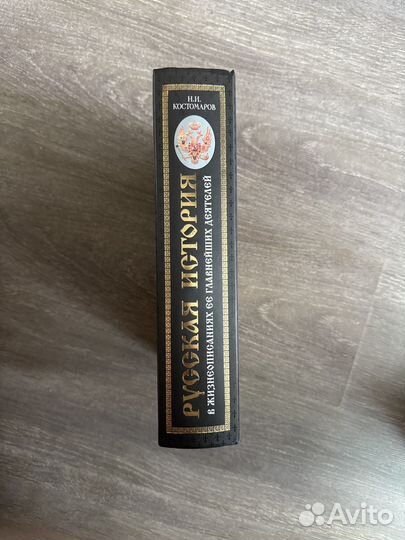 Н.И.
КОСТОМАРОВ
РУССКАЯ ИСТОРИЯ
В ЖИЗНЕОПИСАНИЯХ ЕЕ ГЛАВНЕЙШИХ ДЕЯТЕЛЕЙ
Avito